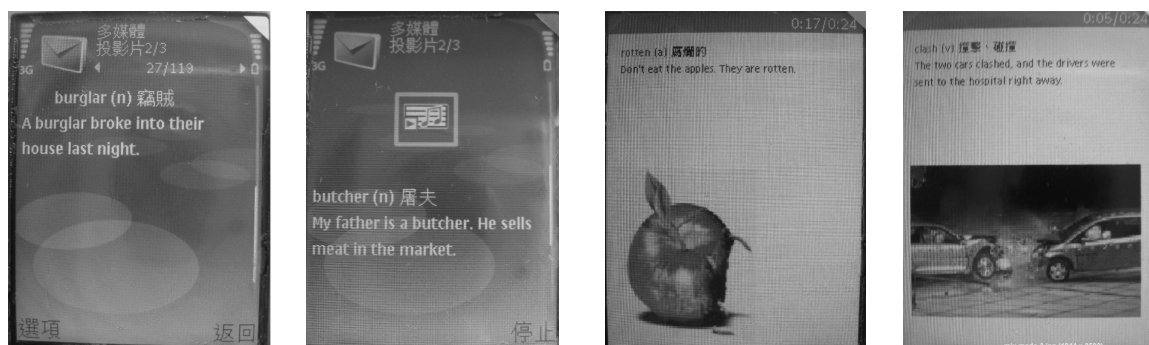 多媒體
投影片2/3
3G
27/119
burglar (n) 竊賊
A burglar broke into their
house last night.
選項
返回
多媒體
投影片2/3
3G
butcher (n) 屠夫
My father is a butcher. He sells
meat in the market.
停止
0:17/0:24
rotten (a) 腐爛的
Don't eat the apples. They are rotten.
0:05/0:24
clash (v) 撞擊、碰撞
The two cars clashed, and the drivers were
sent to the hospital right away.